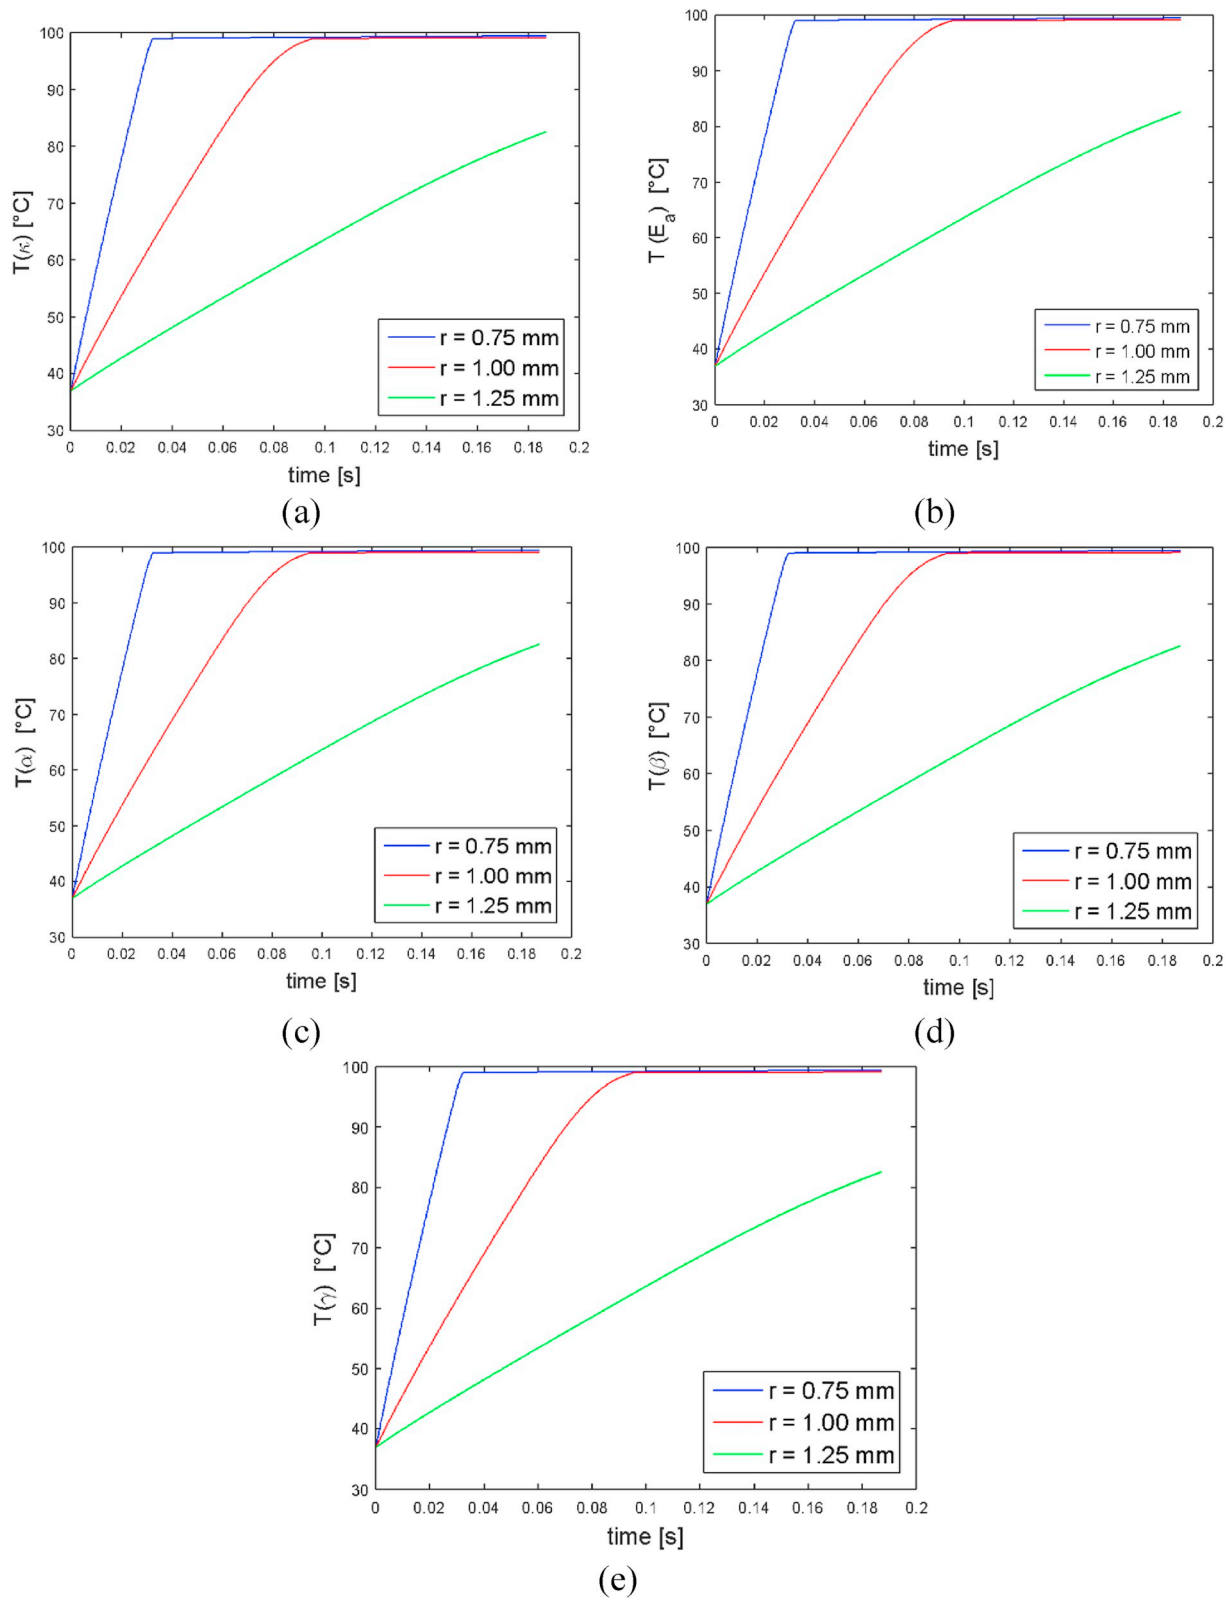 100
90
80
70
60
50
40
30
T(κ) [°C]
0 0.02 0.04 0.06 0.08 0.1 0.12 0.14 0.16 0.18 0.2
time [s]
r = 0.75 mm
r = 1.00 mm
r = 1.25 mm
(a)
100
90
80
70
60
50
40
30
T (E_a) [°C]
0 0.02 0.04 0.06 0.08 0.1 0.12 0.14 0.16 0.18 0.2
time [s]
r = 0.75 mm
r = 1.00 mm
r = 1.25 mm
(b)
100
90
80
70
60
50
40
30
T(α) [°C]
0 0.02 0.04 0.06 0.08 0.1 0.12 0.14 0.16 0.18 0.2
time [s]
r = 0.75 mm
r = 1.00 mm
r = 1.25 mm
(c)
100
90
80
70
60
50
40
30
T(β) [°C]
0 0.02 0.04 0.06 0.08 0.1 0.12 0.14 0.16 0.18 0.2
time [s]
r = 0.75 mm
r = 1.00 mm
r = 1.25 mm
(d)
100
90
80
70
60
50
40
30
T(γ) [°C]
0 0.02 0.04 0.06 0.08 0.1 0.12 0.14 0.16 0.18 0.2
time [s]
r = 0.75 mm
r = 1.00 mm
r = 1.25 mm
(e)